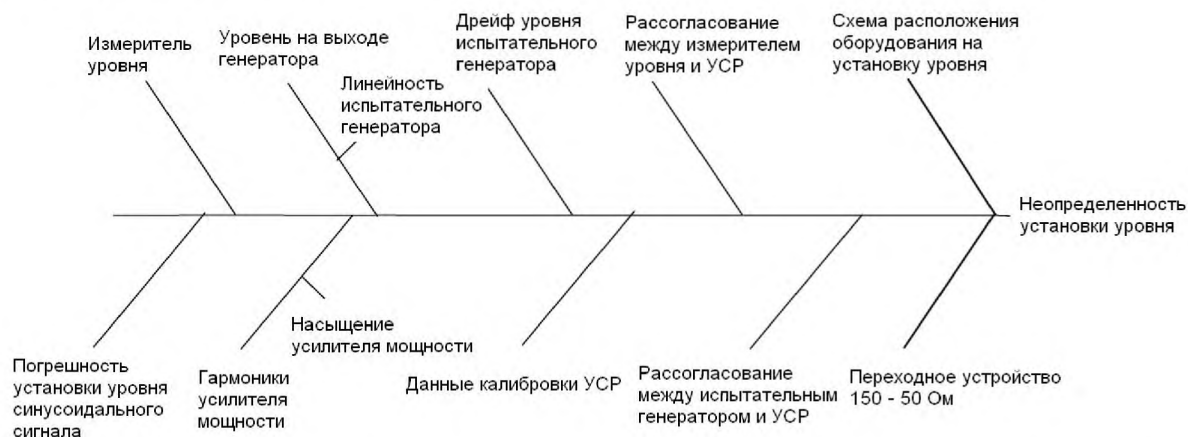 Измеритель
уровня
Уровень на выходе
генератора
Линейность
испытательного
генератора
Дрейф уровня
испытательного
генератора
Рассогласование
между измерителем
уровня и УСР
Схема расположения
оборудования на
установку уровня
Неопределенность
установки уровня
Погрешность
установки уровня
синусоидального
сигнала
Гармоники
усилителя
мощности
Насыщение
усилителя мощности
Данные калибровки УСР
Рассогласование
между испытательным
генератором и УСР
Переходное устройство
150 - 50 Ом